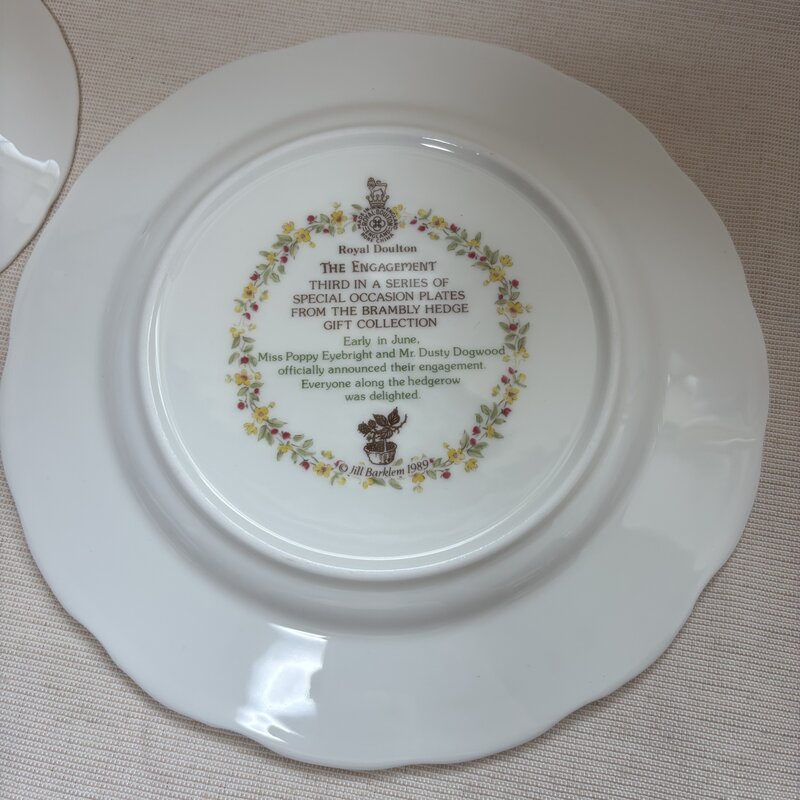 Royal Doulton
THE ENGAGEMENT
THIRD IN A SERIES OF
SPECIAL OCCASION PLATES
FROM THE BRAMBLY HEDGE
GIFT COLLECTION
Early in June,
Miss Poppy Eyebright and Mr. Dusty Dogwood
officially announced their engagement.
Everyone along the hedgerow
was delighted.
© Jill Barklem 1989